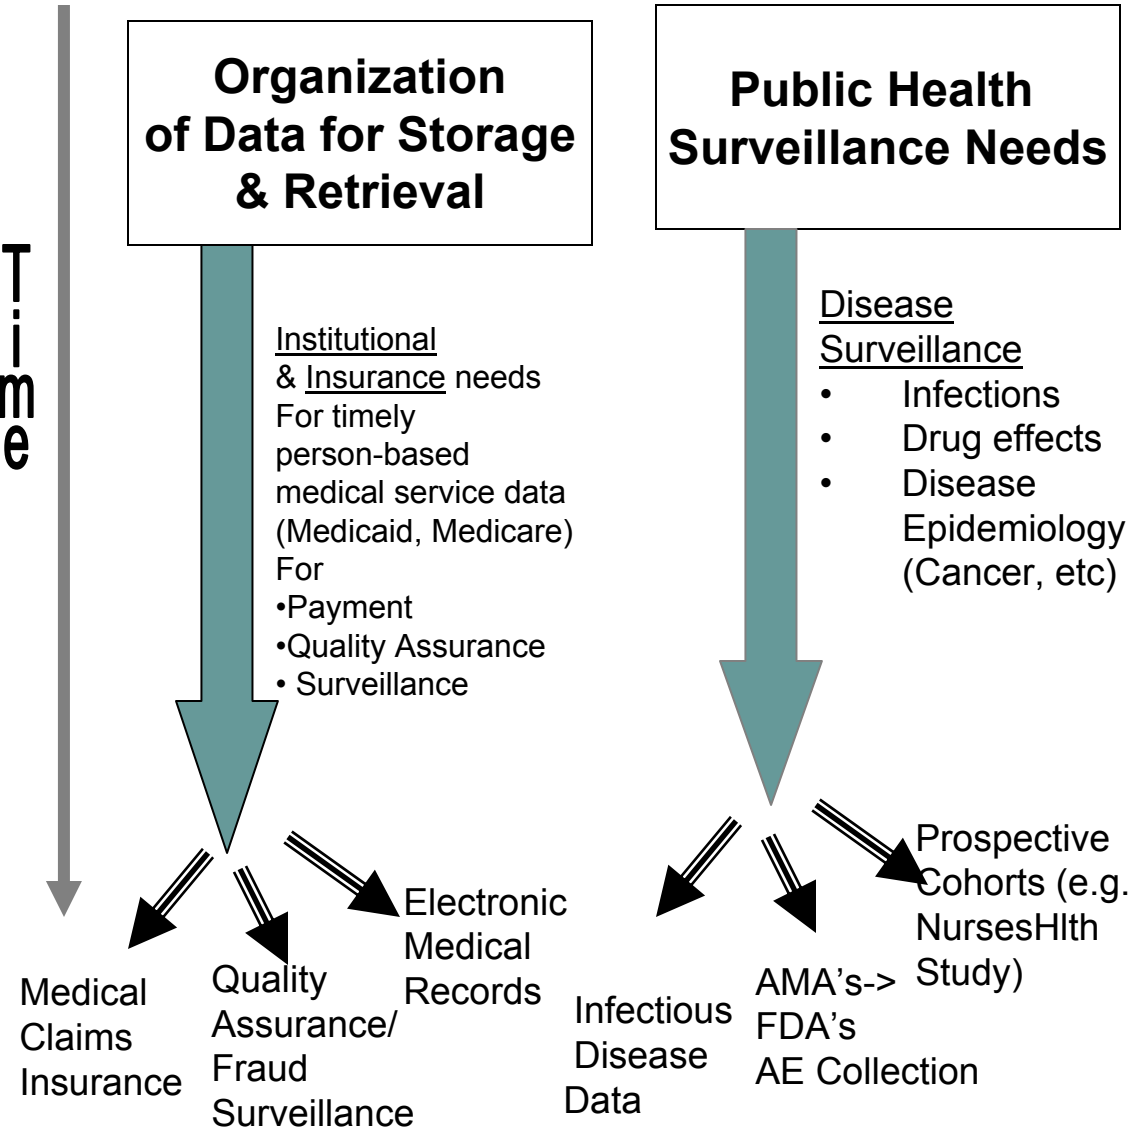 Time
Organization
of Data for Storage
& Retrieval
Institutional
& Insurance needs
For timely
person-based
medical service data
(Medicaid, Medicare)
For
•Payment
•Quality Assurance
• Surveillance
Medical
Claims
Insurance
Quality
Assurance/
Fraud
Surveillance
Electronic
Medical
Records
Public Health
Surveillance Needs
Disease
Surveillance
• Infections
• Drug effects
• Disease
Epidemiology
(Cancer, etc)
Infectious
Disease
Data
AMA's->
FDA's
AE Collection
Prospective
Cohorts (e.g.
NursesHlth
Study)